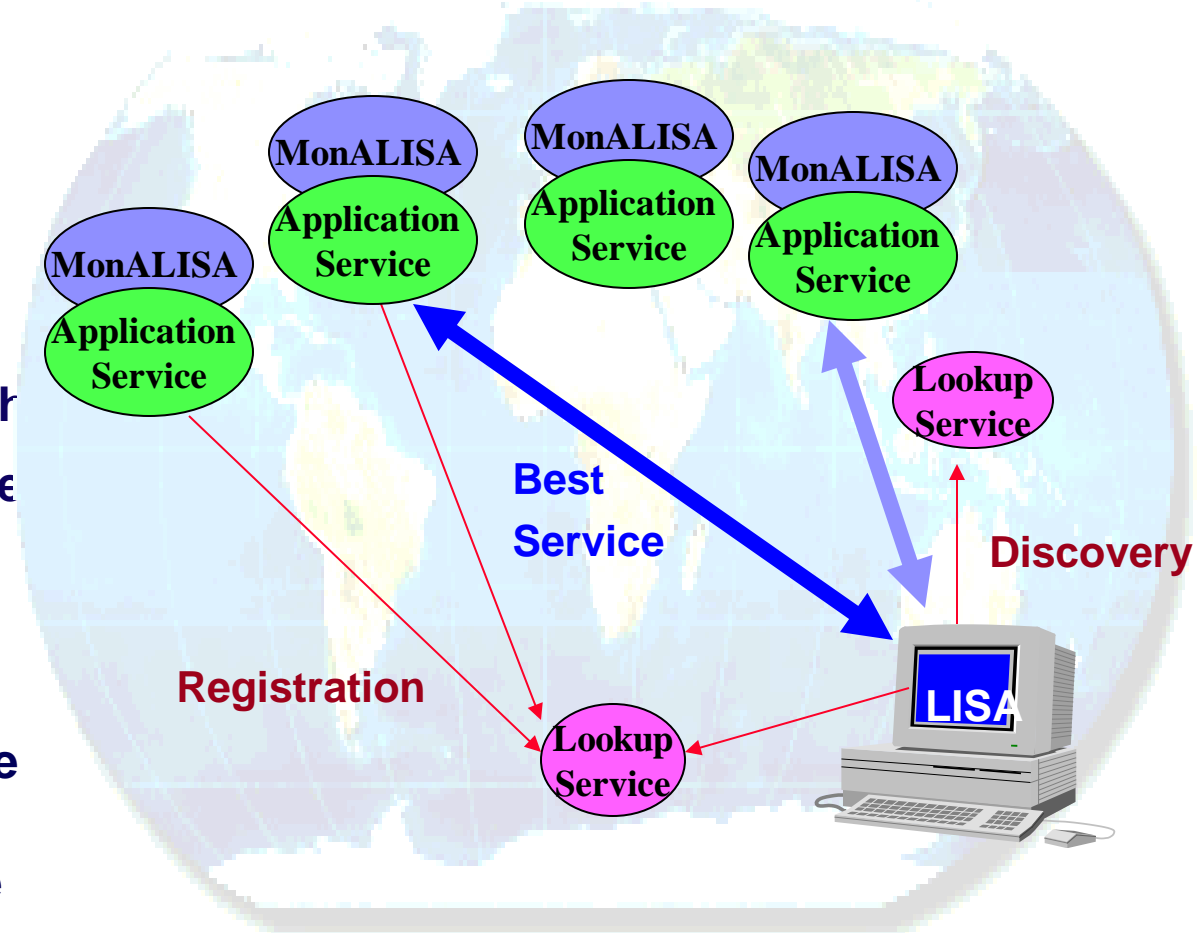 MonALISA
Application
Service
MonALISA
Application
Service
MonALISA
Application
Service
MonALISA
Application
Service
Lookup
Service
Best
Service
Discovery
Registration
LISA
Lookup
Service